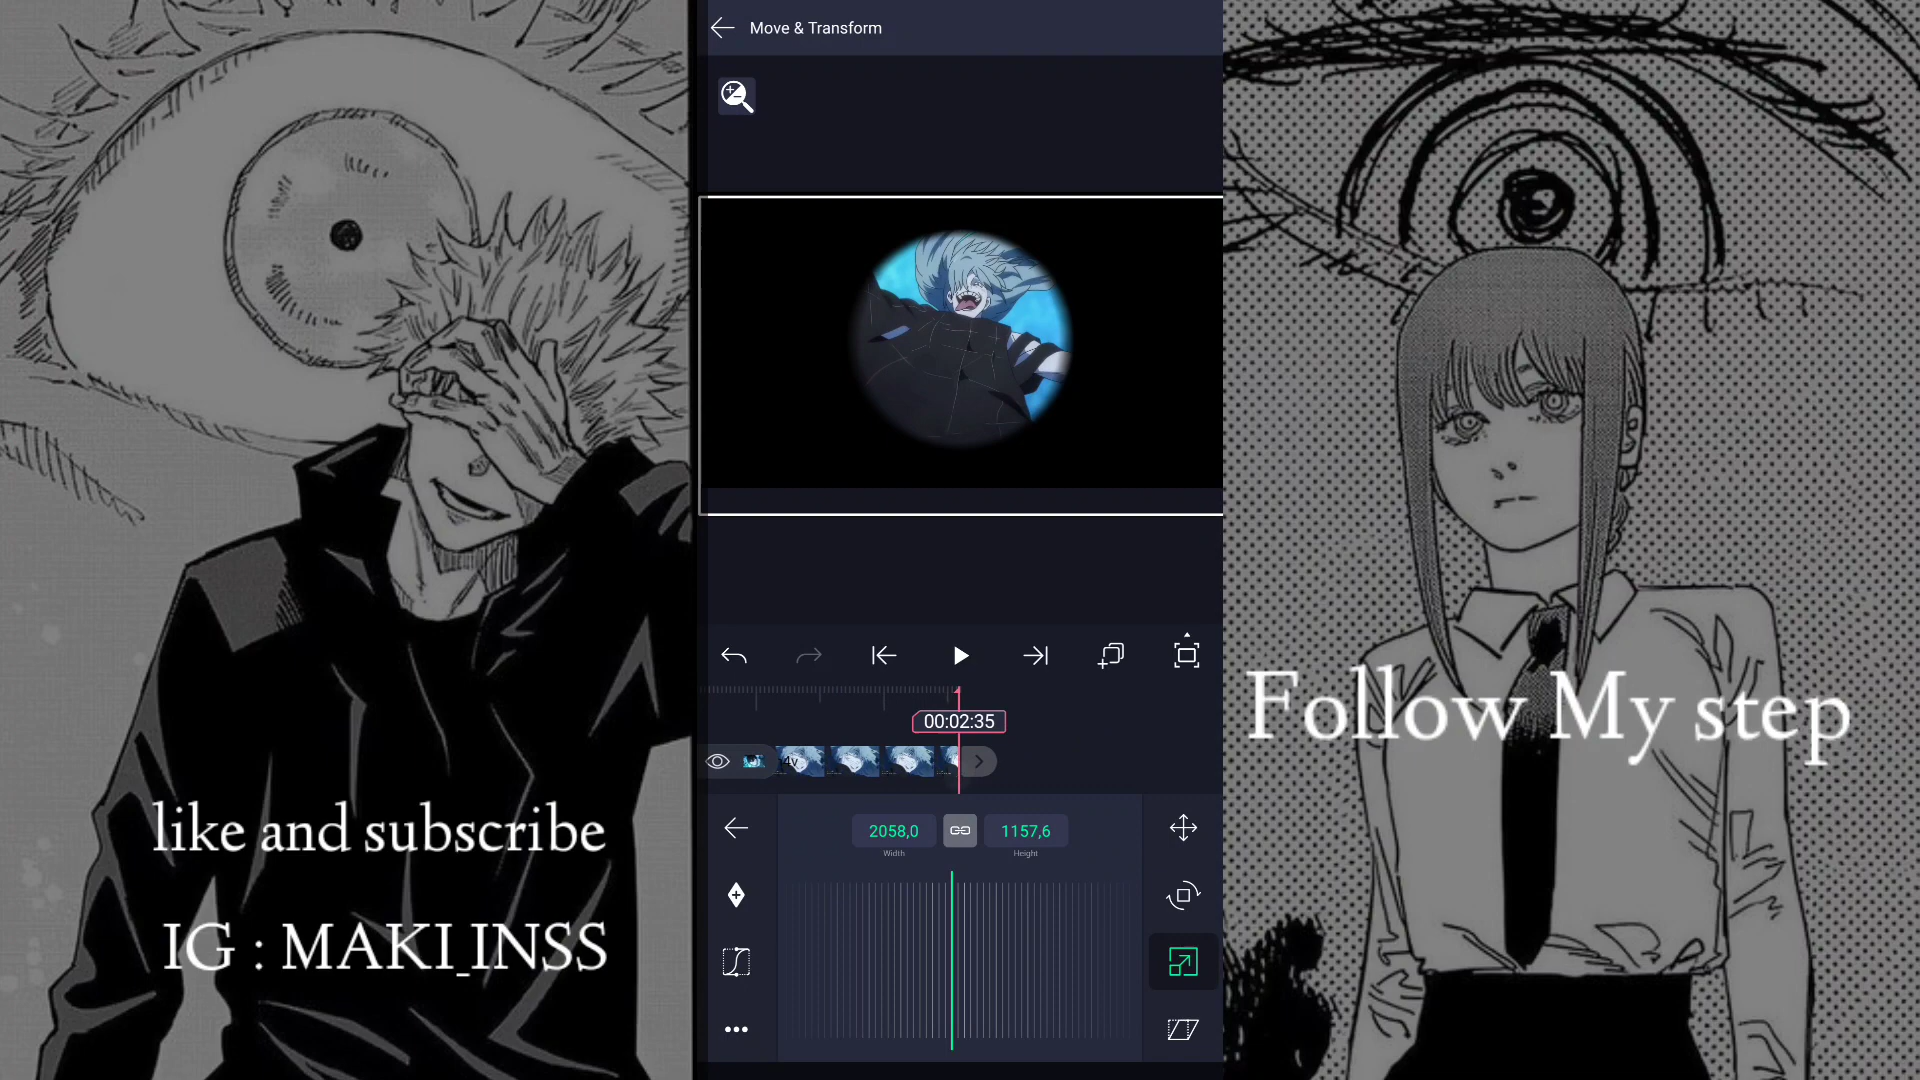 Move & Transform
00:02:35
4v
2058,0
1157,6
Width
Height
like and subscribe
IG : MAKI_INSS
Follow My step